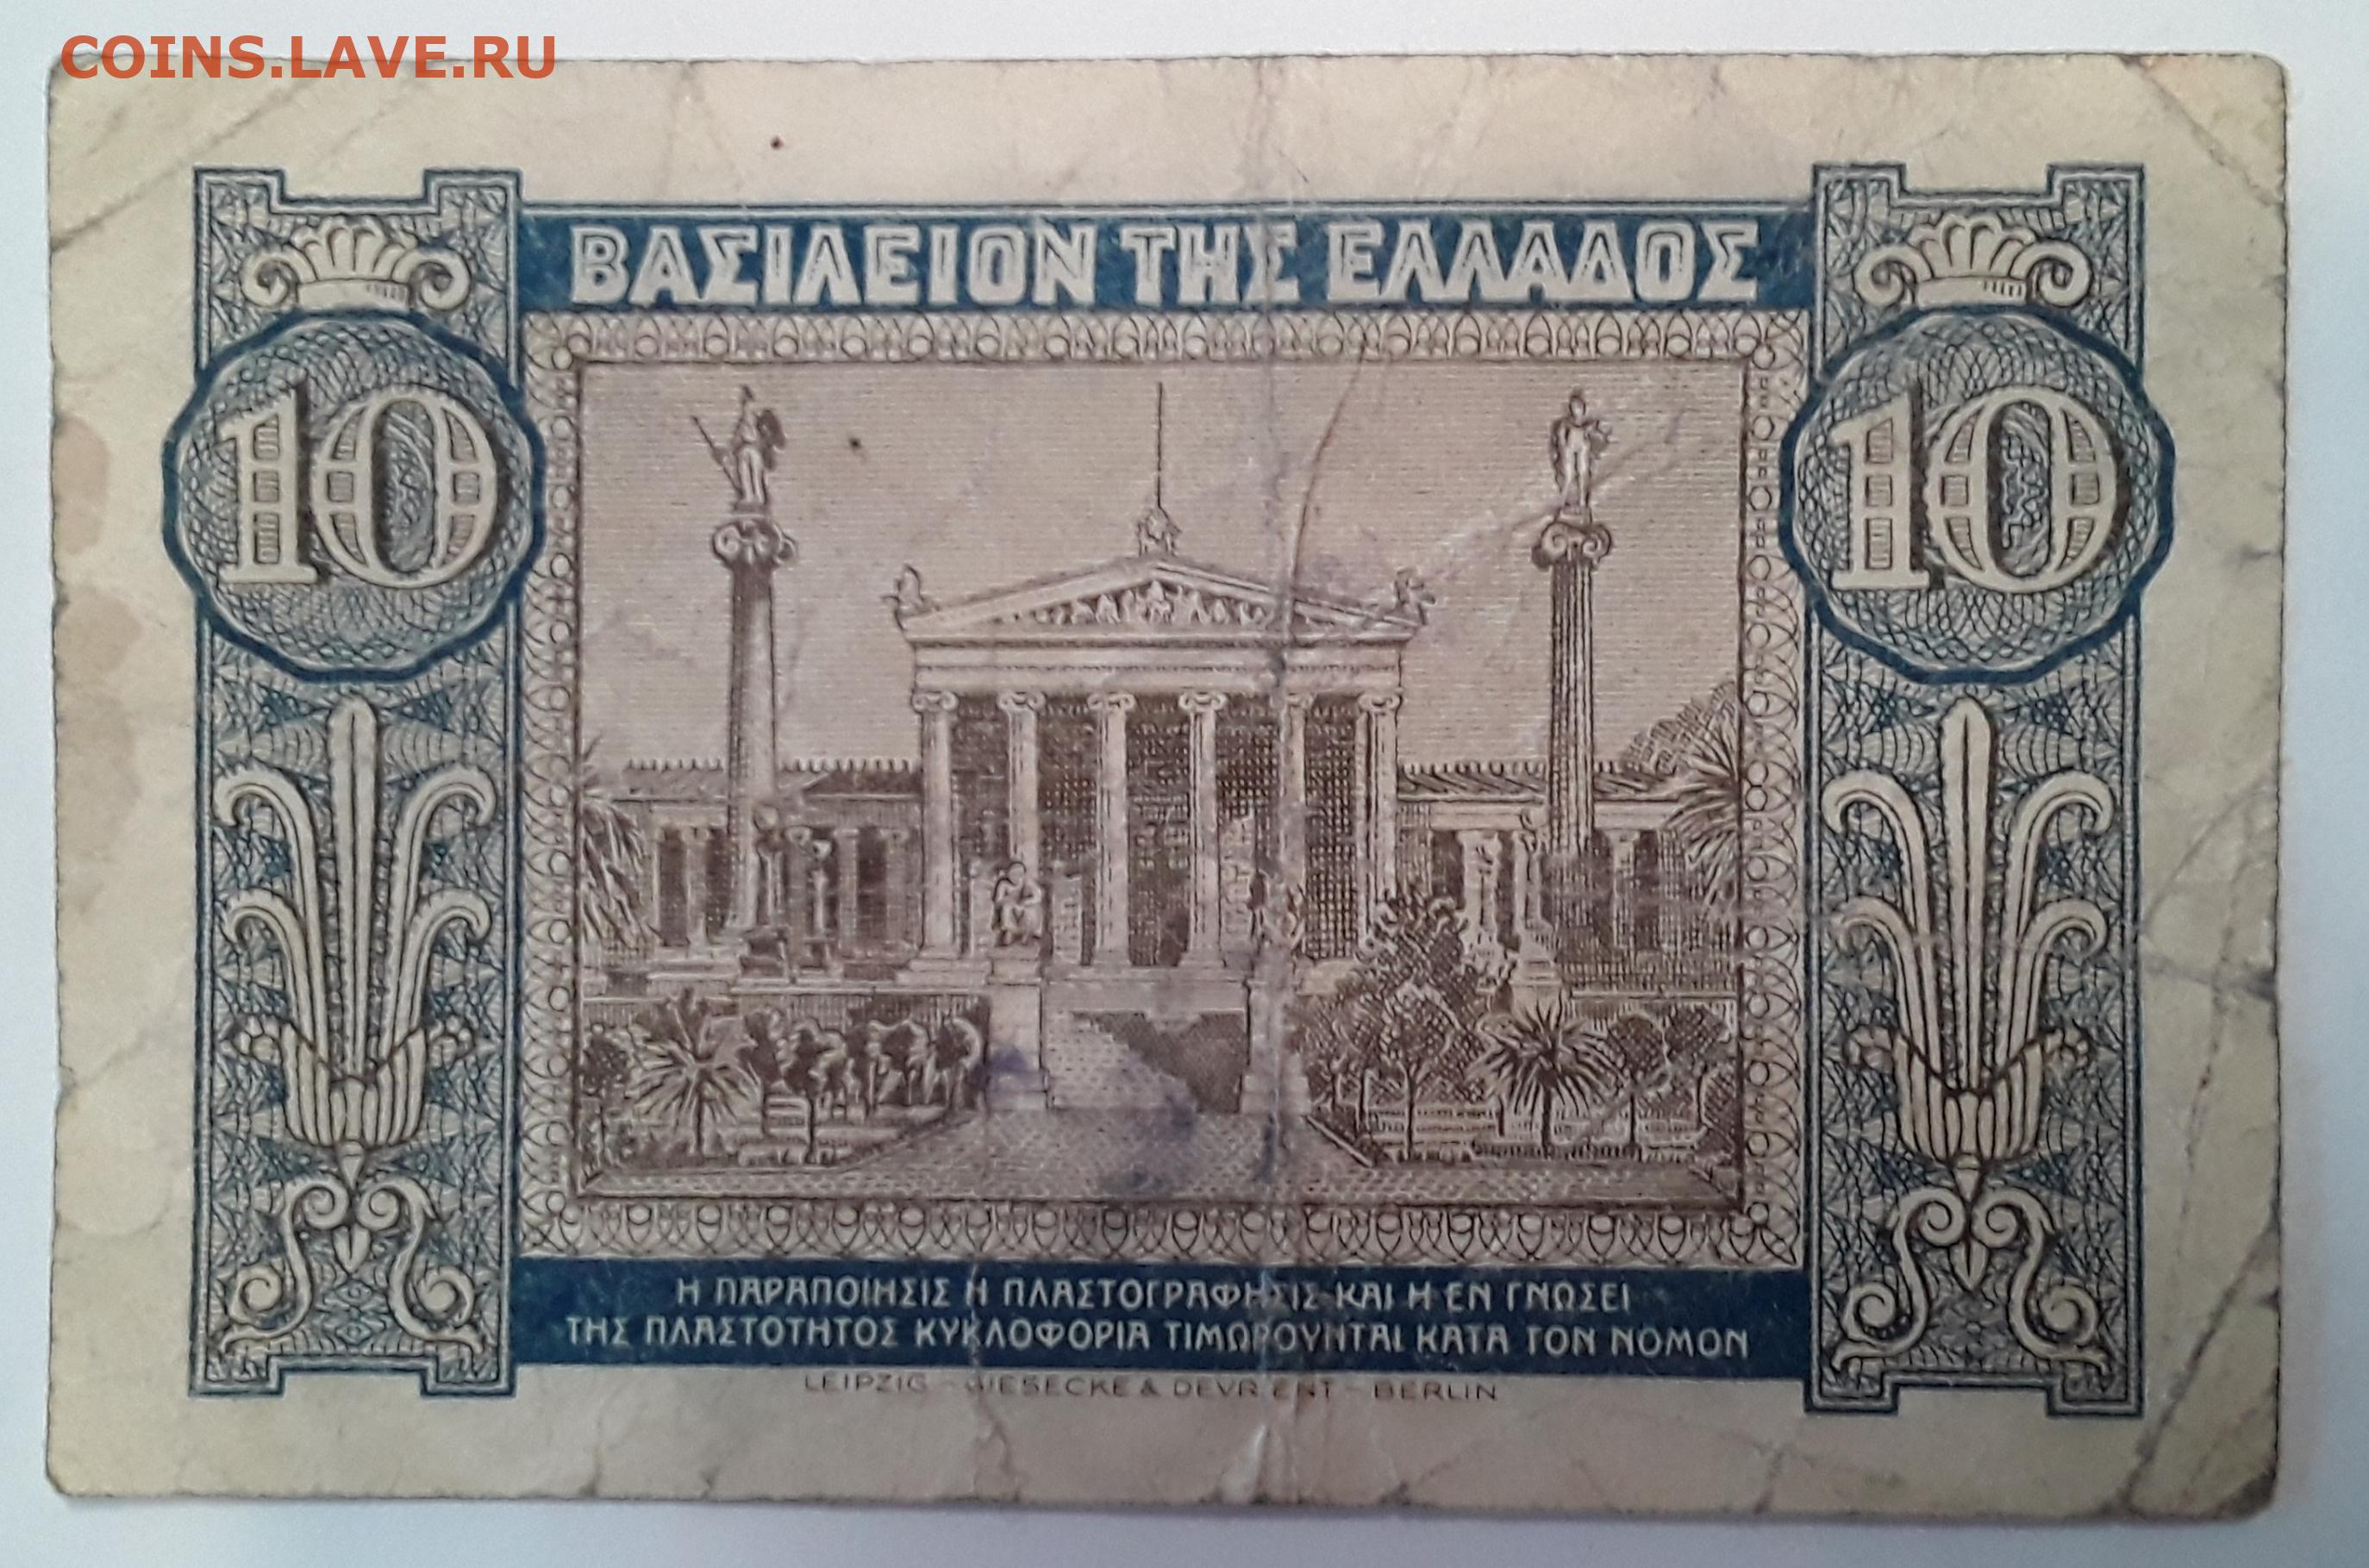 COINS.LAVE.RU
ΒΑΣΙΛΕΙΟΝ ΤΗΣ ΕΛΛΑΔΟΣ
10 10
Η ΠΑΡΑΠΟΙΗΣΙΣ Η ΠΛΑΣΤΟΓΡΑΦΗΣΙΣ ΚΑΙ Η ΕΝ ΓΝΩΣΕΙ
ΤΗΣ ΠΛΑΣΤΟΤΗΤΟΣ ΚΥΚΛΟΦΟΡΙΑ ΤΙΜΩΡΟΥΝΤΑΙ ΚΑΤΑ ΤΟΝ ΝΟΜΟΝ
LEIPZIG - GIESECKE & DEVRIENT - BERLIN